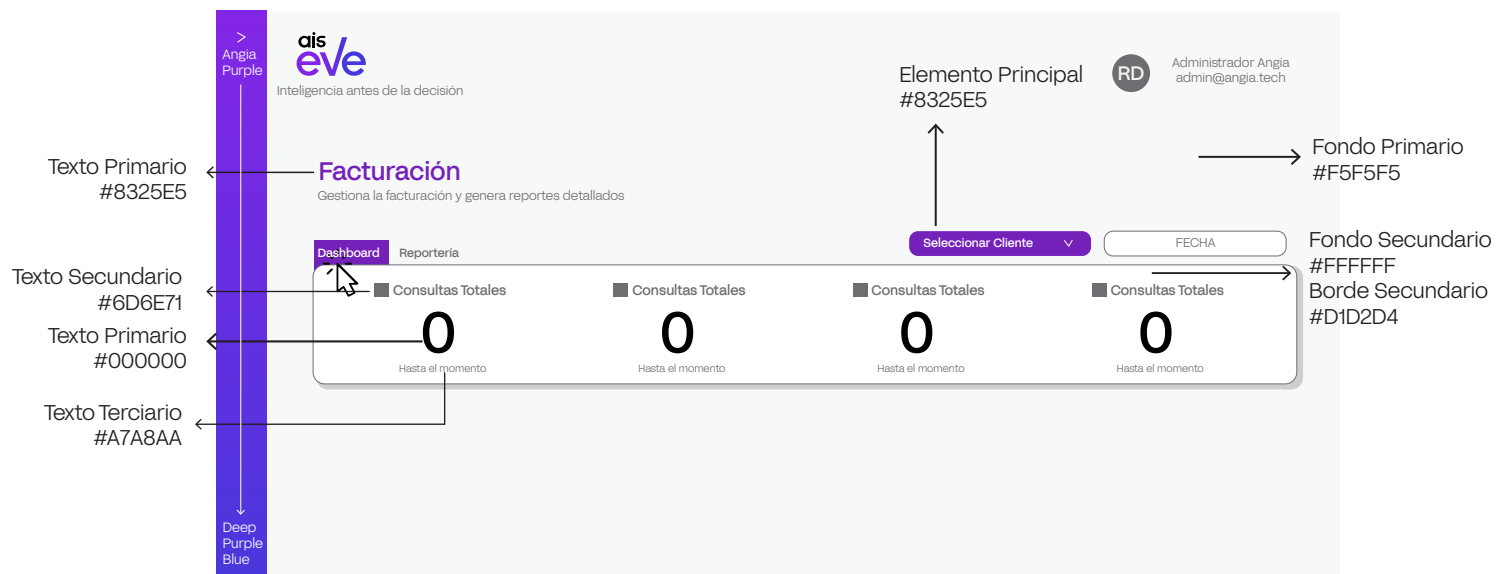 >
Angia
Purple
ais
eve
Inteligencia antes de la decisión
Elemento Principal
#8325E5
RD
Administrador Angia
admin@angia.tech
Texto Primario
#8325E5
Facturación
Gestiona la facturación y genera reportes detallados
Fondo Primario
#F5F5F5
Dashboard
Reportería
Seleccionar Cliente
FECHA
Fondo Secundario
#FFFFFF
Borde Secundario
#D1D2D4
Texto Secundario
#6D6E71
Consultas Totales
Consultas Totales
Consultas Totales
Consultas Totales
Texto Primario
#000000
0
0
0
0
Hasta el momento
Hasta el momento
Hasta el momento
Hasta el momento
Texto Terciario
#A7A8AA
Deep
Purple
Blue